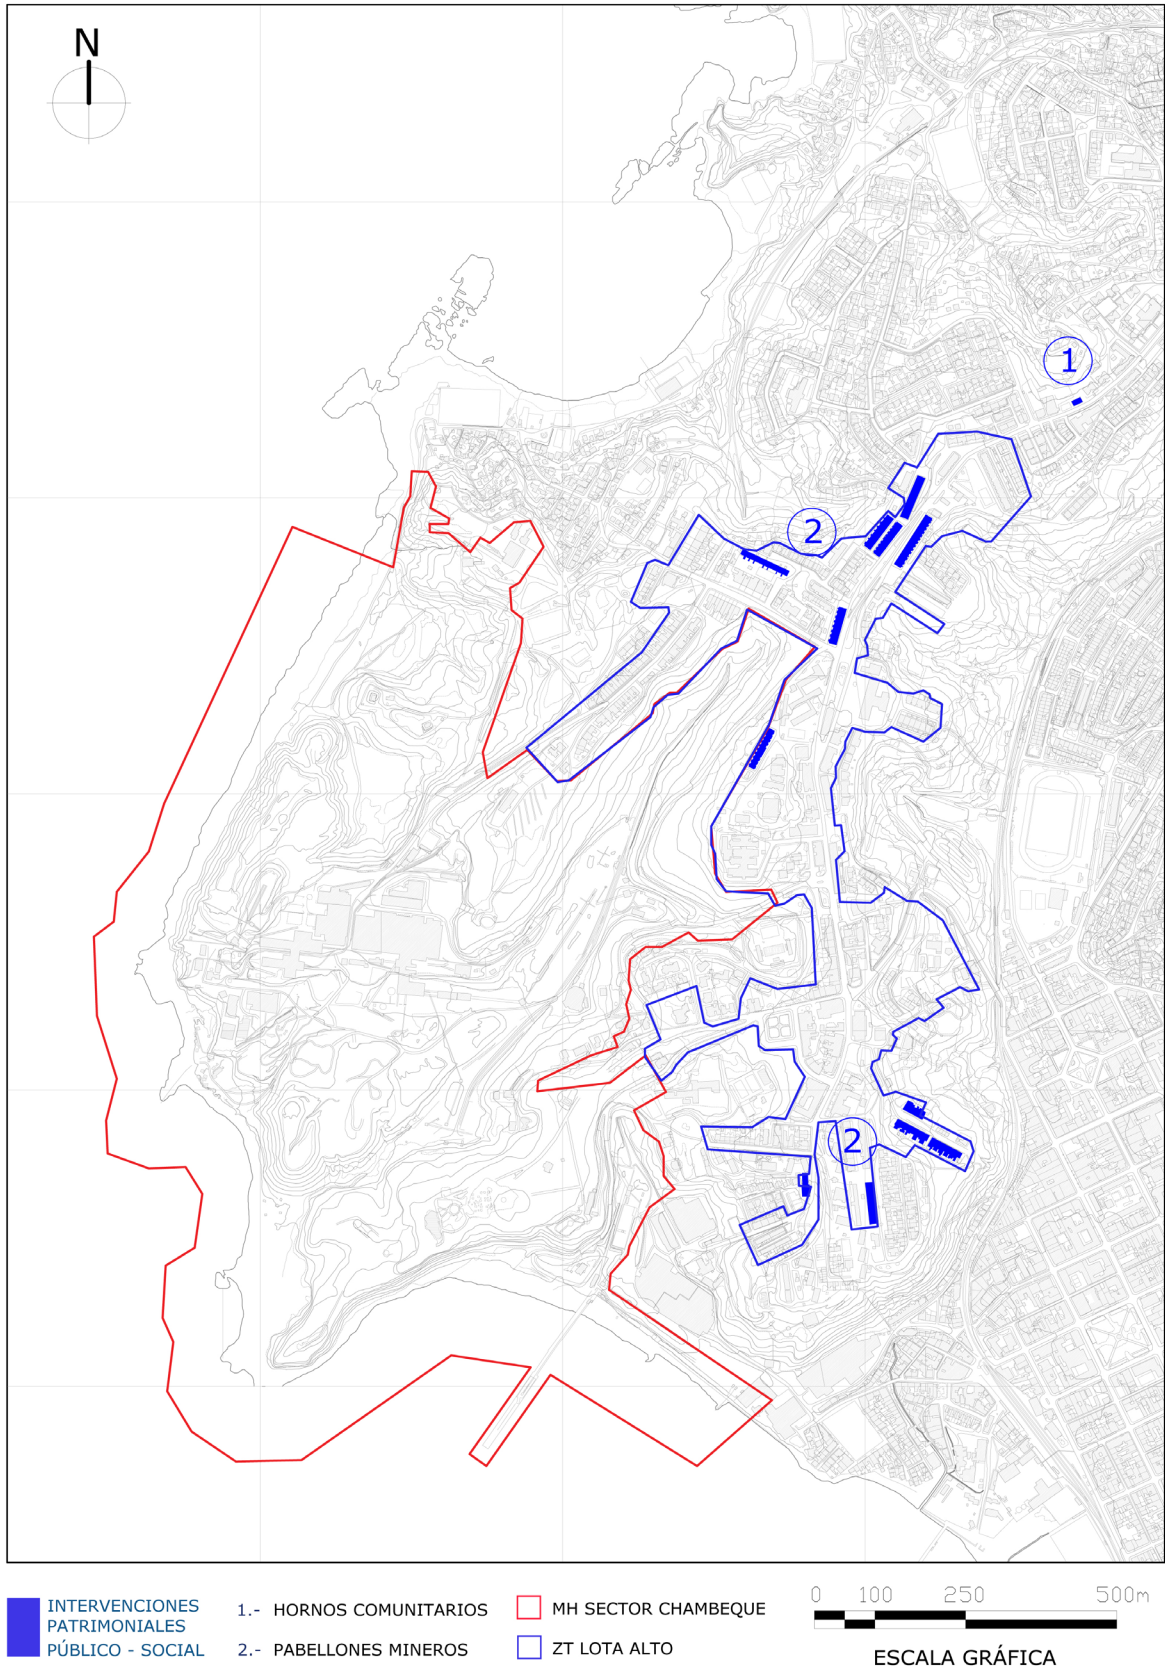 N
1
2
2
INTERVENCIONES
PATRIMONIALES
PÚBLICO - SOCIAL
1.- HORNOS COMUNITARIOS
2.- PABELLONES MINEROS
MH SECTOR CHAMBEQUE
ZT LOTA ALTO
0 100 250 500m
ESCALA GRÁFICA